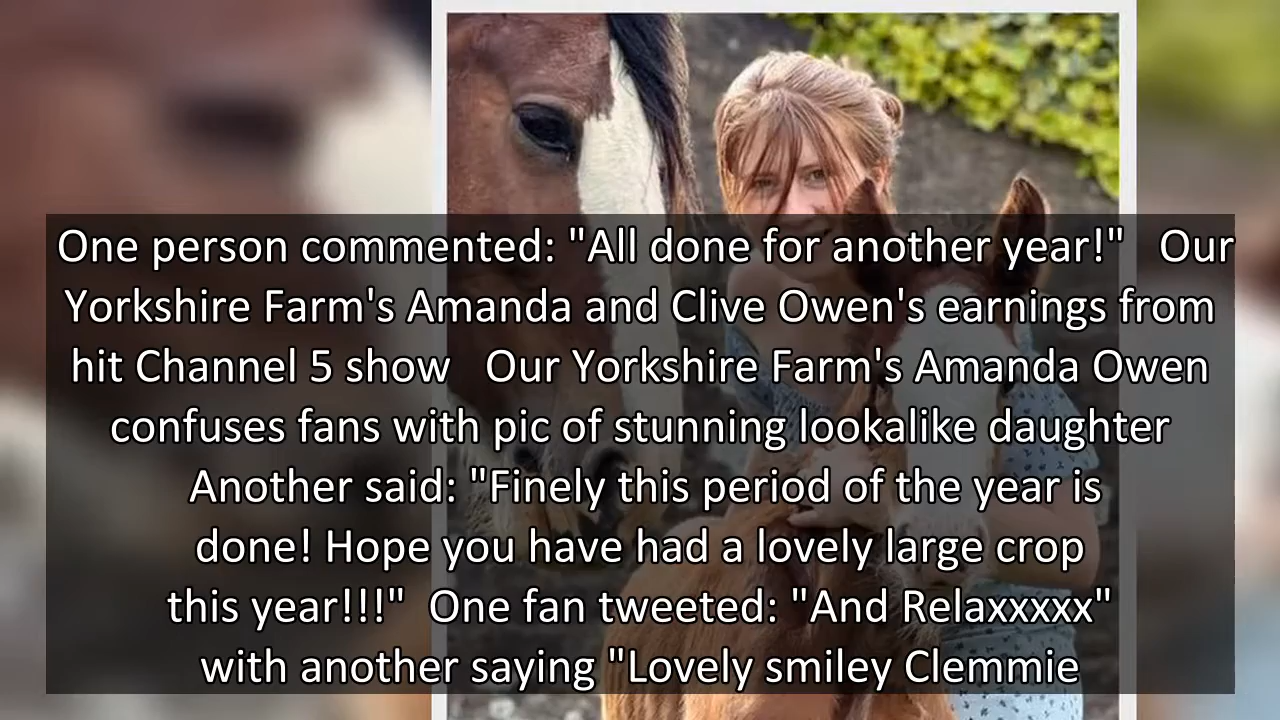 One person commented: "All done for another year!"   Our
Yorkshire Farm's Amanda and Clive Owen's earnings from
hit Channel 5 show   Our Yorkshire Farm's Amanda Owen
confuses fans with pic of stunning lookalike daughter
Another said: "Finely this period of the year is
done! Hope you have had a lovely large crop
this year!!!"  One fan tweeted: "And Relaxxxxx"
with another saying "Lovely smiley Clemmie